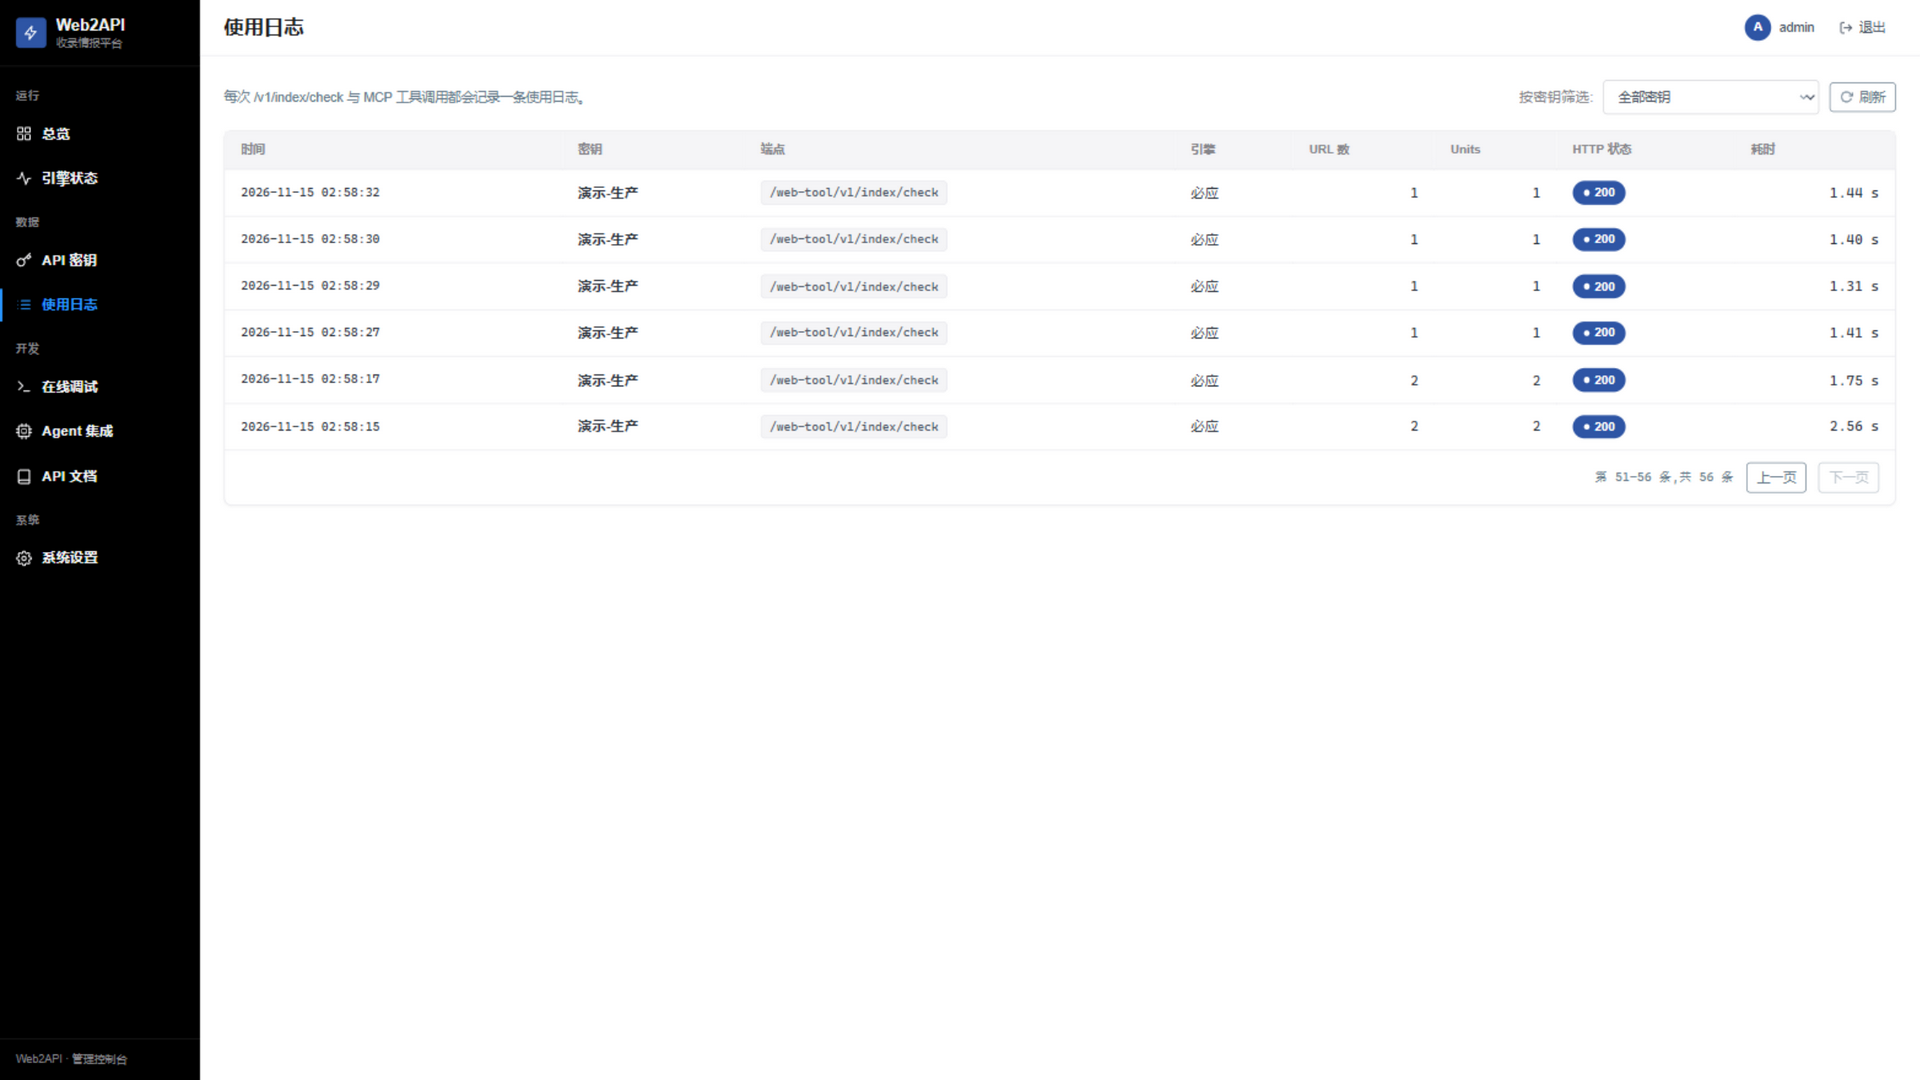 Web2API
收录情报平台
运行
总览
引擎状态
数据
API 密钥
使用日志
开发
在线调试
Agent 集成
API 文档
系统
系统设置
Web2API · 管理控制台
使用日志
A admin 退出
每次 /v1/index/check 与 MCP 工具调用都会记录一条使用日志。
按密钥筛选: 全部密钥 刷新
时间 密钥 端点 引擎 URL 数 Units HTTP 状态 耗时
2026-11-15 02:58:32 演示-生产 /web-tool/v1/index/check 必应 1 1 200 1.44 s
2026-11-15 02:58:30 演示-生产 /web-tool/v1/index/check 必应 1 1 200 1.40 s
2026-11-15 02:58:29 演示-生产 /web-tool/v1/index/check 必应 1 1 200 1.31 s
2026-11-15 02:58:27 演示-生产 /web-tool/v1/index/check 必应 1 1 200 1.41 s
2026-11-15 02:58:17 演示-生产 /web-tool/v1/index/check 必应 2 2 200 1.75 s
2026-11-15 02:58:15 演示-生产 /web-tool/v1/index/check 必应 2 2 200 2.56 s
第 51-56 条,共 56 条 上一页 下一页